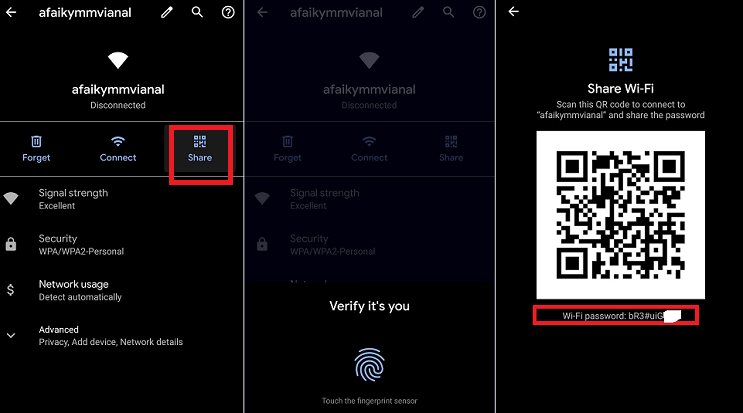 afaikymmvianal
afaikymmvianal
Disconnected
Forget
Connect
Share
Signal strength
Excellent
Security
WPA/WPA2-Personal
Network usage
Detect automatically
Advanced
Privacy, Add device, Network details
afaikymmvianal
afaikymmvianal
Disconnected
Forget
Connect
Share
Signal strength
Excellent
Security
WPA/WPA2-Personal
Verify it's you
Touch the fingerprint sensor
Share Wi-Fi
Scan this QR code to connect to
“afaikymmvianal” and share the password
Wi-Fi password: bR3#uiG